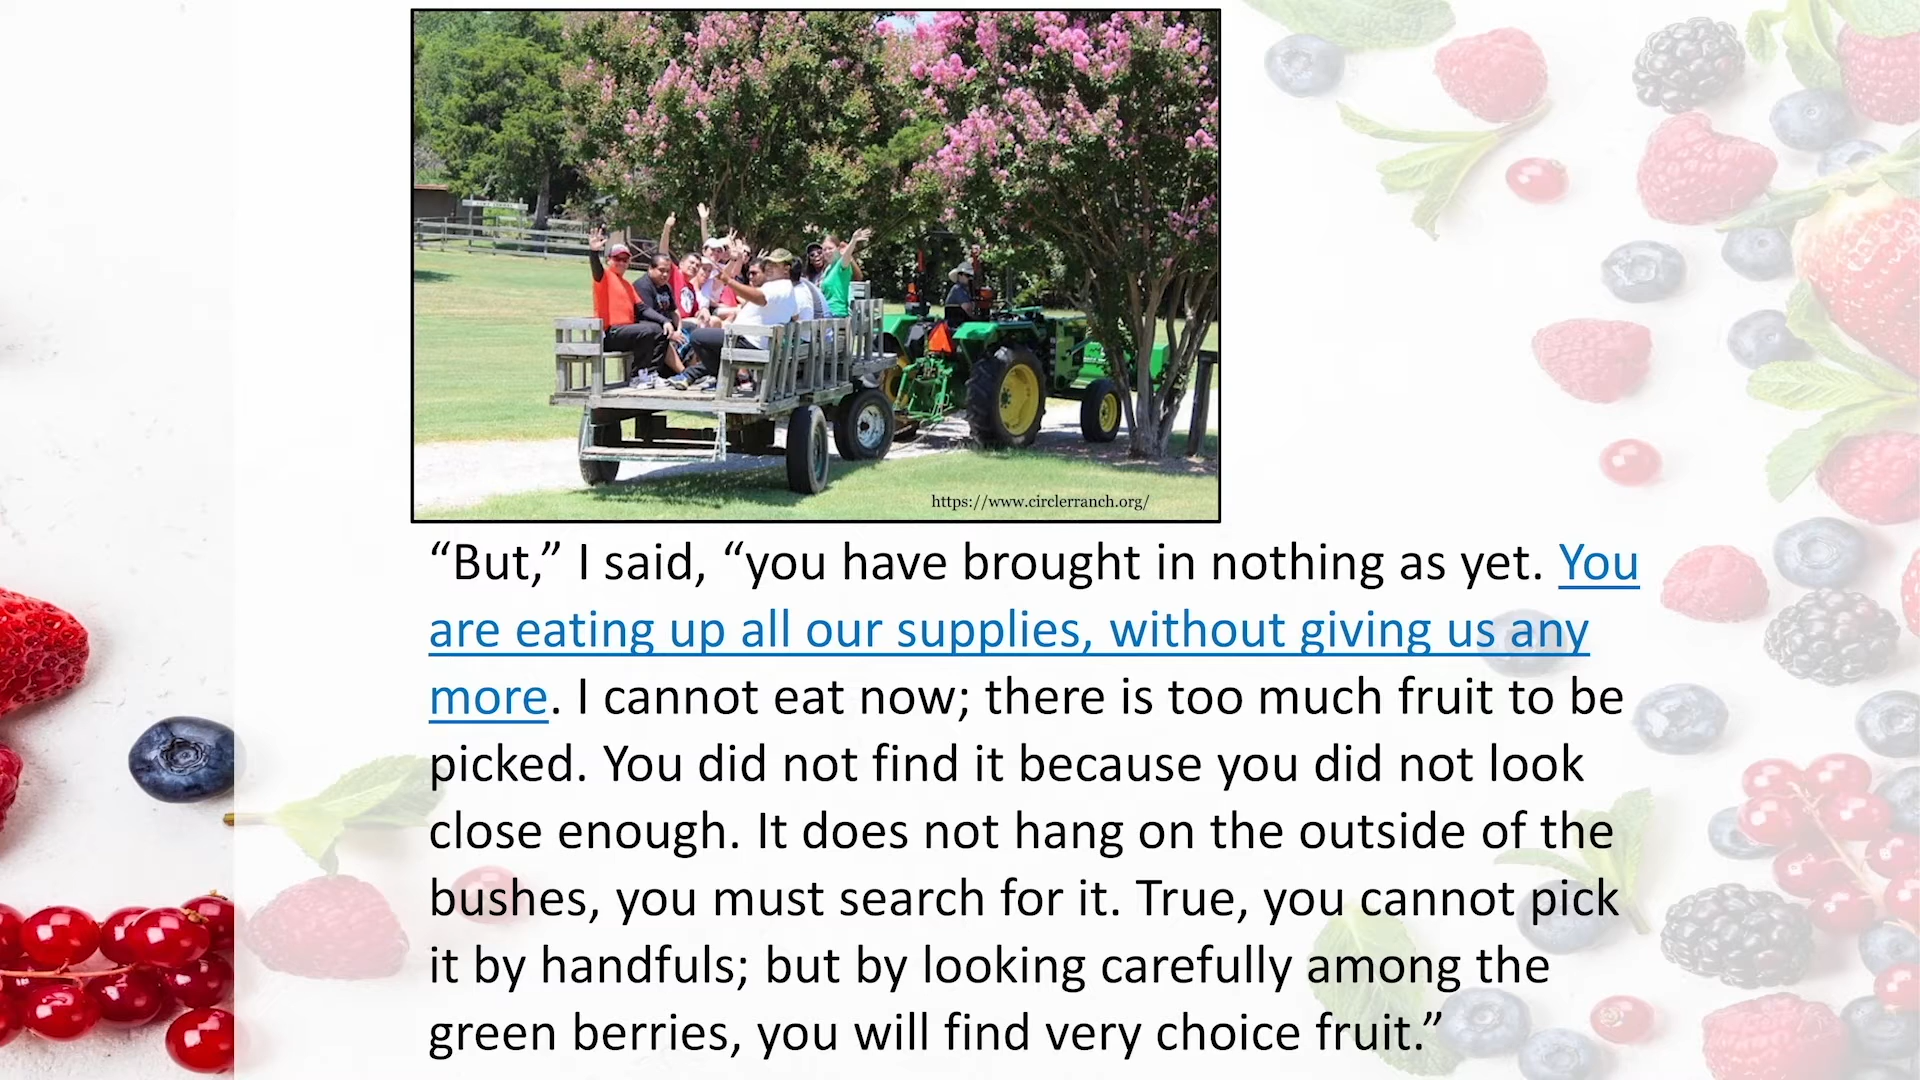 https://www.circlerranch.org/
“But,” I said, “you have brought in nothing as yet. You
are eating up all our supplies, without giving us any
more. I cannot eat now; there is too much fruit to be
picked. You did not find it because you did not look
close enough. It does not hang on the outside of the
bushes, you must search for it. True, you cannot pick
it by handfuls; but by looking carefully among the
green berries, you will find very choice fruit.”